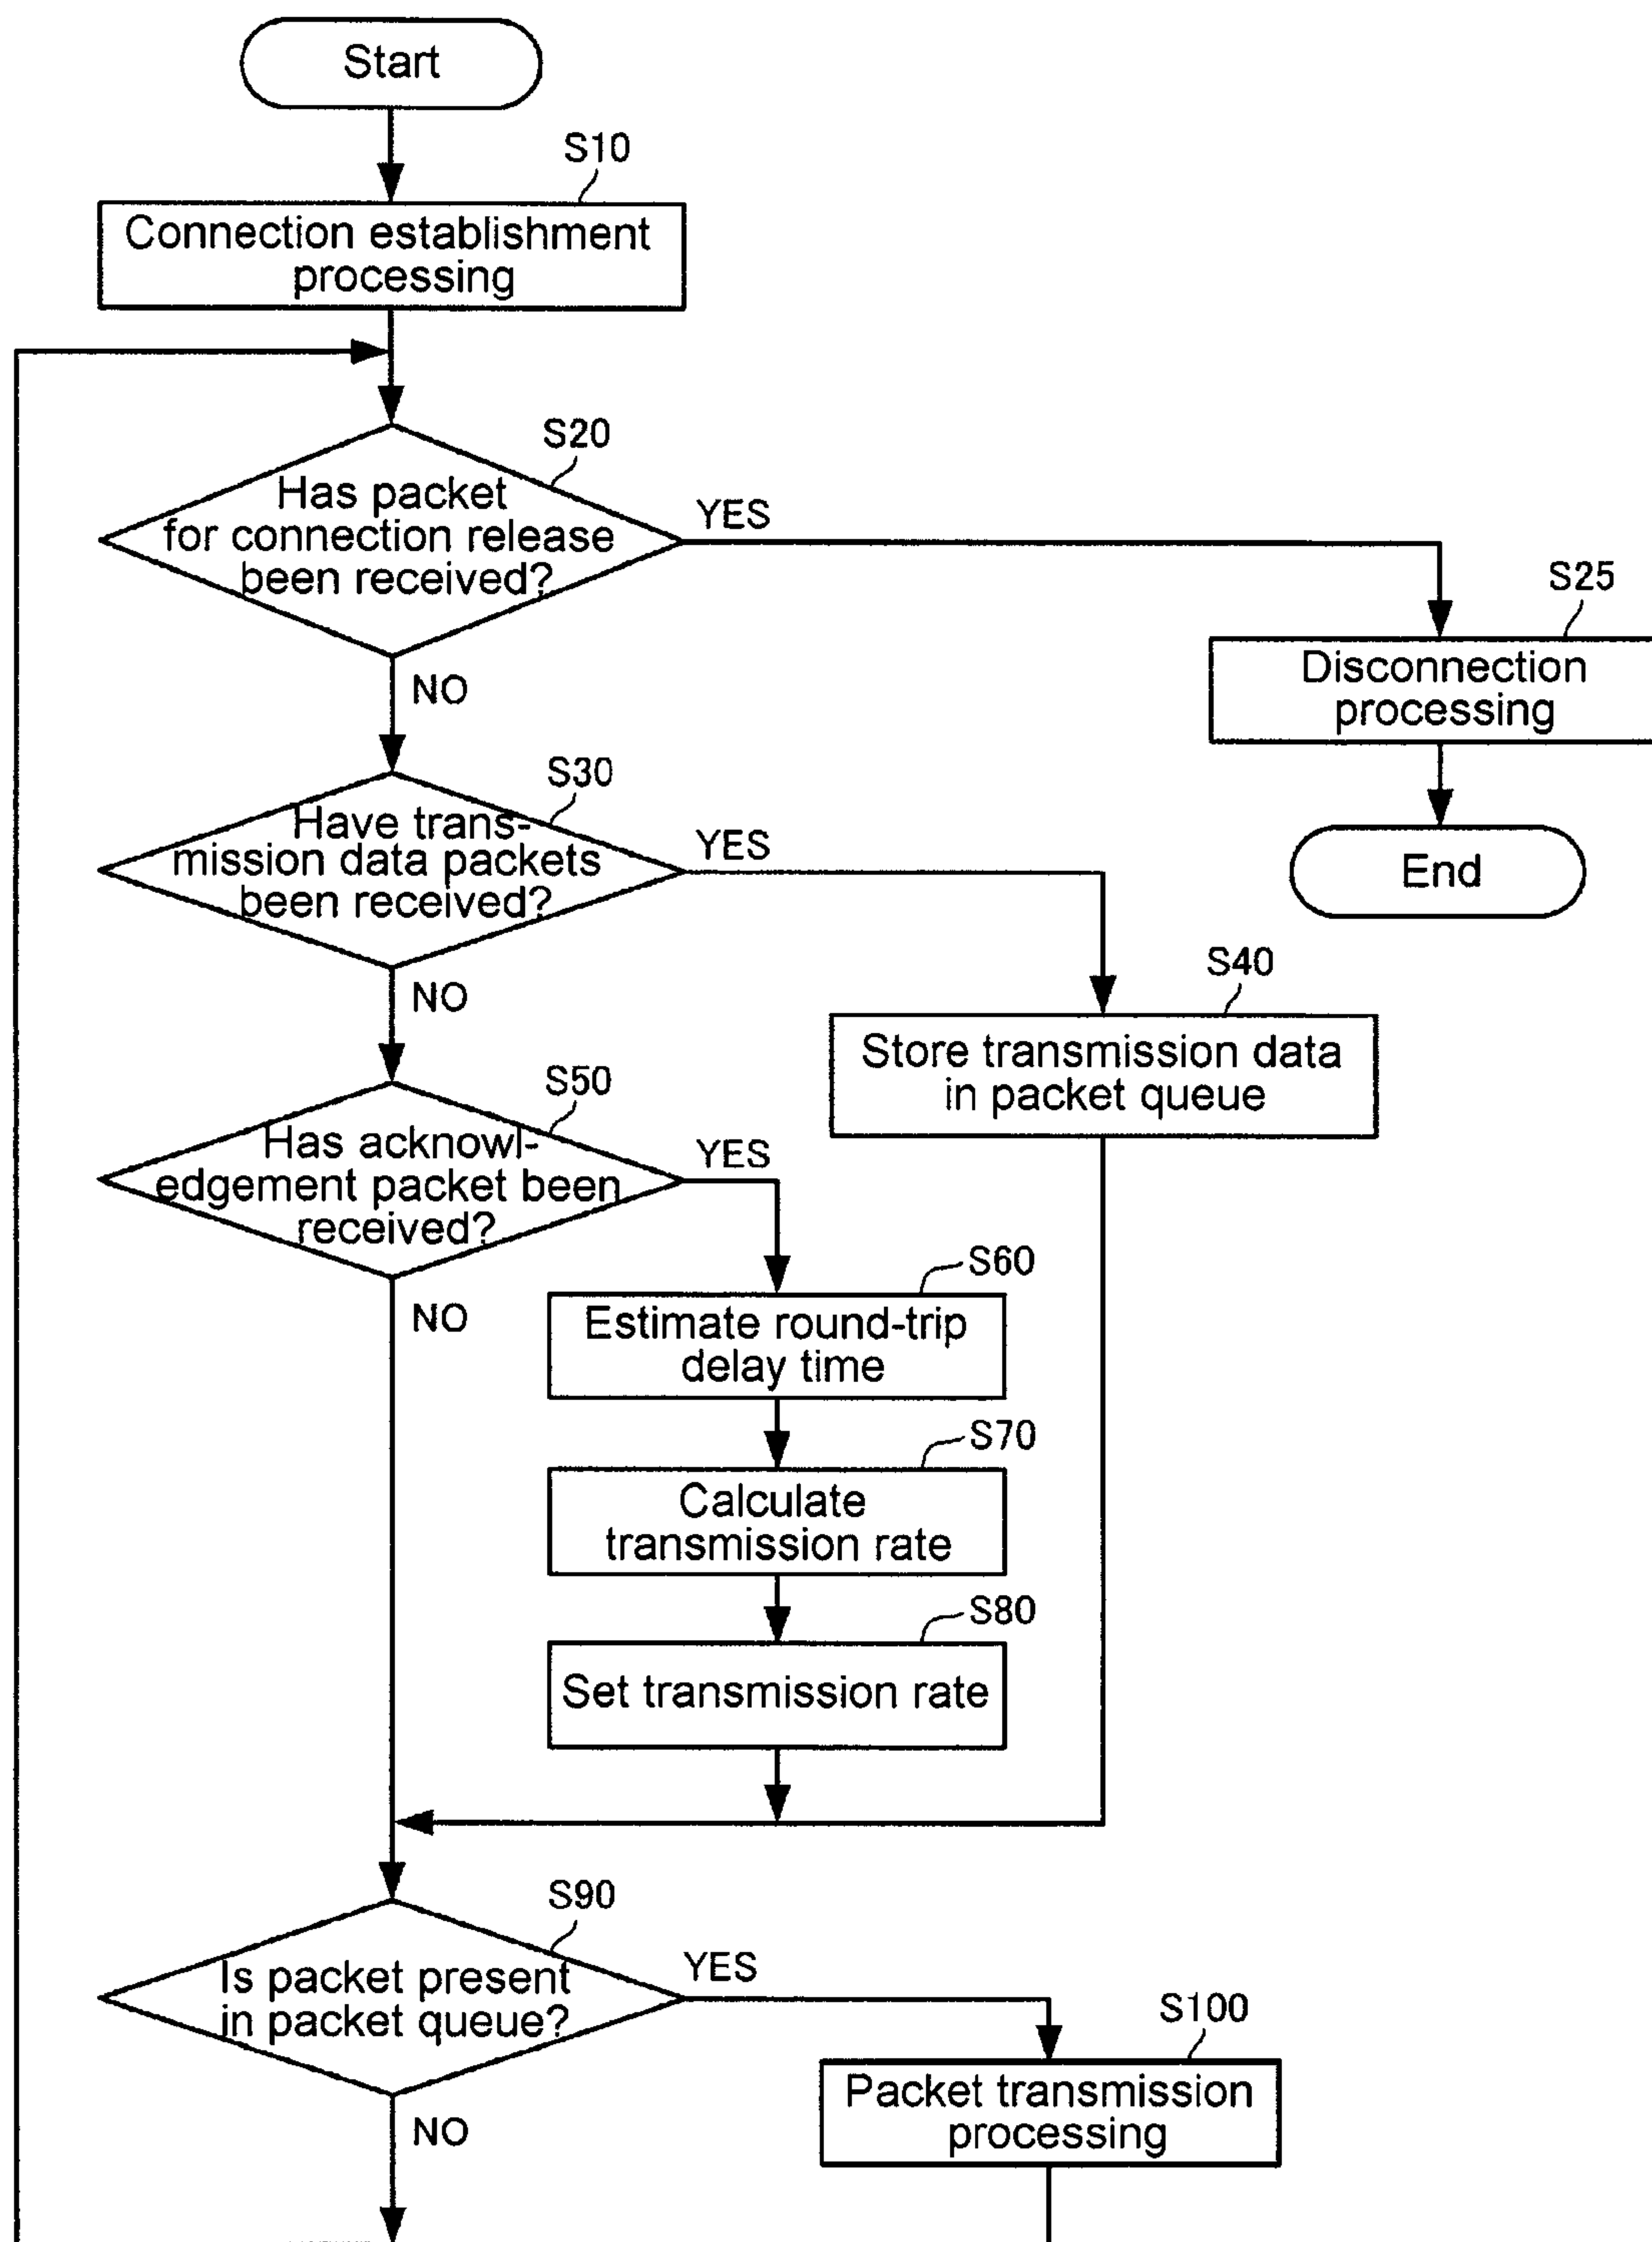 Start
S10
Connection establishment
processing
S20
Has packet
for connection release
been received?
YES
NO
S25
Disconnection
processing
End
S30
Have trans-
mission data packets
been received?
YES
NO
S40
Store transmission data
in packet queue
S50
Has acknowl-
edgement packet been
received?
YES
NO
S60
Estimate round-trip
delay time
S70
Calculate
transmission rate
S80
Set transmission rate
S90
Is packet present
in packet queue?
YES
NO
S100
Packet transmission
processing